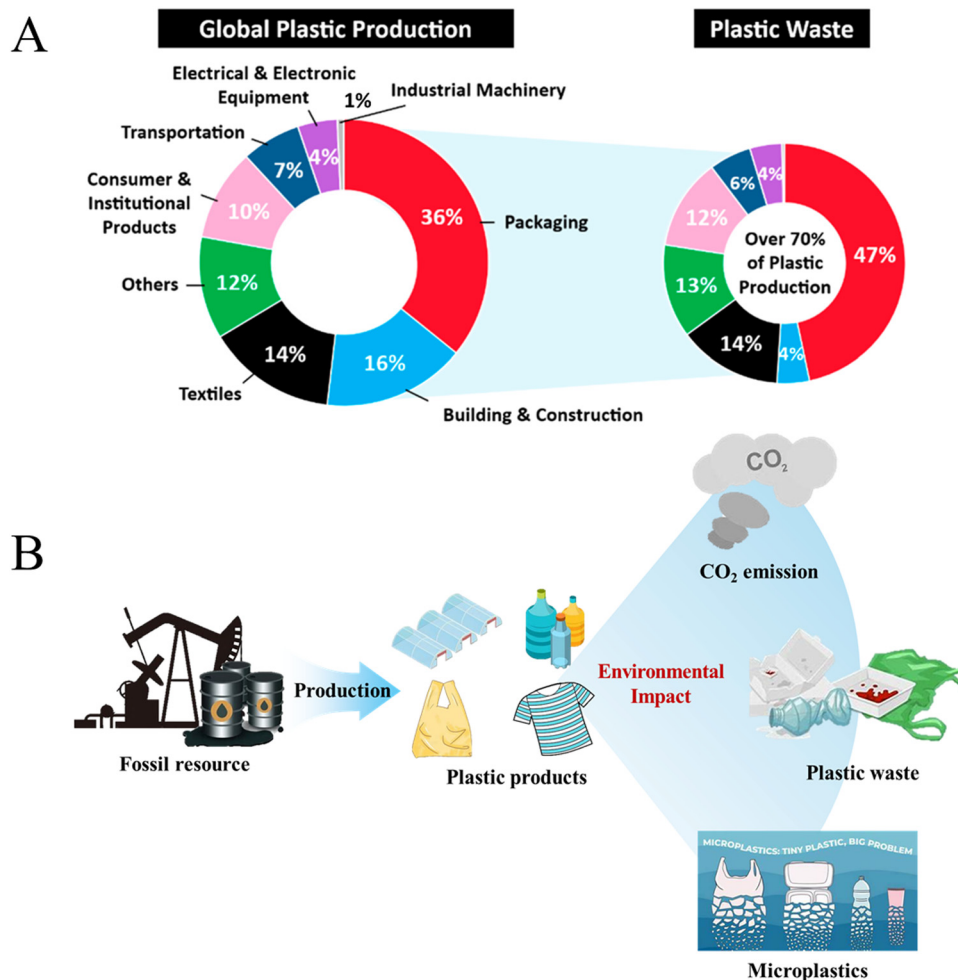 A
Global Plastic Production
Plastic Waste
Electrical & Electronic
Equipment
1%
Industrial Machinery
Transportation
7%
4%
Consumer &
Institutional
Products
10%
36%
Packaging
Others
12%
Textiles
14%
16%
Building & Construction
6%
4%
12%
Over 70%
of Plastic
Production
47%
13%
14%
4%
B
CO2
CO2 emission
Production
Environmental
Impact
Fossil resource
Plastic products
Plastic waste
MICROPLASTICS: TINY PLASTIC, BIG PROBLEM
Microplastics